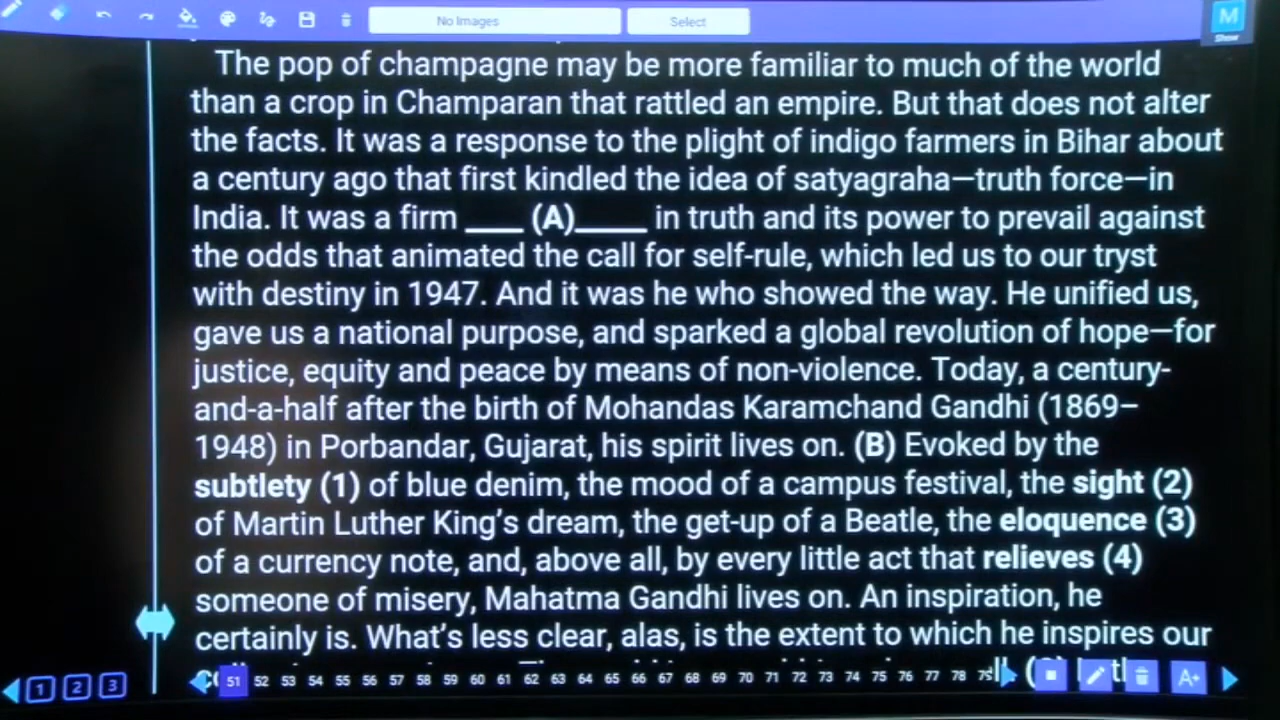 No Images
Select
M
Show
The pop of champagne may be more familiar to much of the world
than a crop in Champaran that rattled an empire. But that does not alter
the facts. It was a response to the plight of indigo farmers in Bihar about
a century ago that first kindled the idea of satyagraha—truth force—in
India. It was a firm ____ (A)_____ in truth and its power to prevail against
the odds that animated the call for self-rule, which led us to our tryst
with destiny in 1947. And it was he who showed the way. He unified us,
gave us a national purpose, and sparked a global revolution of hope—for
justice, equity and peace by means of non-violence. Today, a century-
and-a-half after the birth of Mohandas Karamchand Gandhi (1869–
1948) in Porbandar, Gujarat, his spirit lives on. (B) Evoked by the
subtlety (1) of blue denim, the mood of a campus festival, the sight (2)
of Martin Luther King's dream, the get-up of a Beatle, the eloquence (3)
of a currency note, and, above all, by every little act that relieves (4)
someone of misery, Mahatma Gandhi lives on. An inspiration, he
certainly is. What's less clear, alas, is the extent to which he inspires our
1 2 3 51 52 53 54 55 56 57 58 59 60 61 62 63 64 65 66 67 68 69 70 71 72 73 74 75 76 77 78 A+